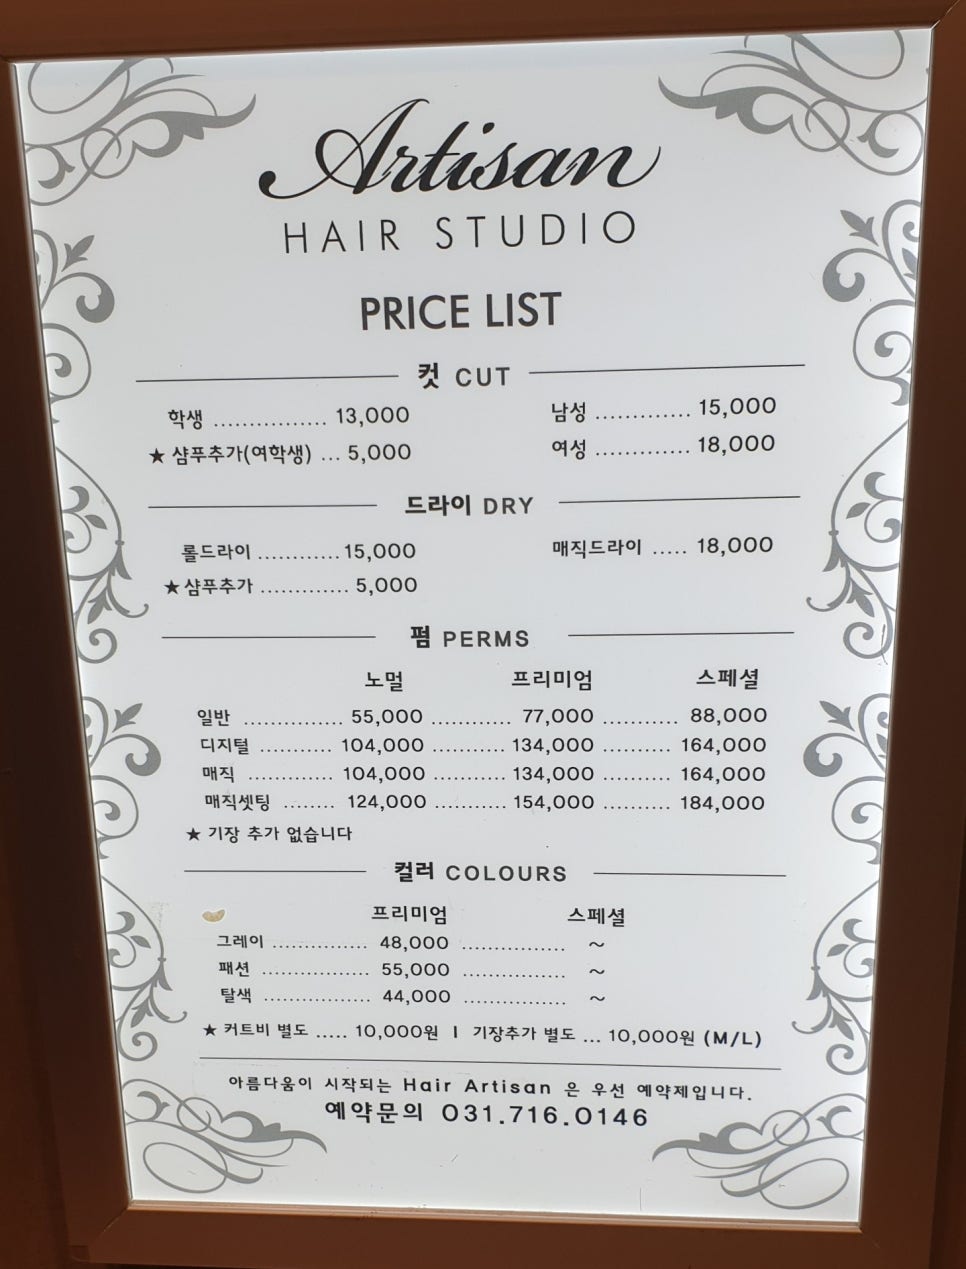 Artisan
HAIR STUDIO
PRICE LIST
컷 CUT
학생 ................ 13,000 남성 ............. 15,000
★ 샴푸추가(여학생) ... 5,000 여성 ............. 18,000
드라이 DRY
롤드라이 ............ 15,000 매직드라이 ..... 18,000
★ 샴푸추가 ............. 5,000
펌 PERMS
노멀 프리미엄 스페셜
일반 ............... 55,000 ............ 77,000 ........... 88,000
디지털 ........... 104,000 ........... 134,000 .......... 164,000
매직 ............. 104,000 ........... 134,000 .......... 164,000
매직셋팅 ........ 124,000 ........... 154,000 .......... 184,000
★ 기장 추가 없습니다
컬러 COLOURS
프리미엄 스페셜
그레이 .................. 48,000 ................... ~
패션 .................... 55,000 ................... ~
탈색 .................... 44,000 ................... ~
★ 커트비 별도 ..... 10,000원 I 기장추가 별도 ... 10,000원 (M/L)
아름다움이 시작되는 Hair Artisan 은 우선 예약제입니다.
예약문의 031.716.0146